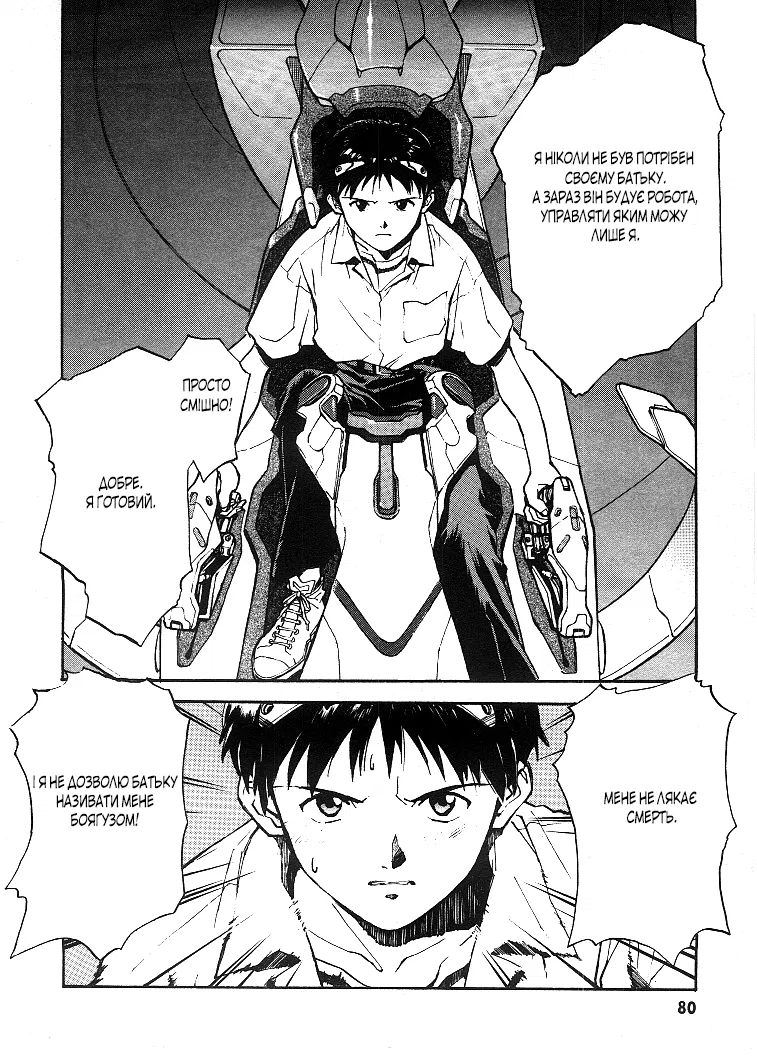 Я НІКОЛИ НЕ БУВ ПОТРІБЕН
СВОЄМУ БАТЬКУ.
А ЗАРАЗ ВІН БУДУЄ РОБОТА,
УПРАВЛЯТИ ЯКИМ МОЖУ
ЛИШЕ Я.
ПРОСТО
СМІШНО!
ДОБРЕ.
Я ГОТОВИЙ.
МЕНЕ НЕ ЛЯКАЄ
СМЕРТЬ.
І Я НЕ ДОЗВОЛЮ БАТЬКУ
НАЗИВАТИ МЕНЕ
БОЯГУЗОМ!
80